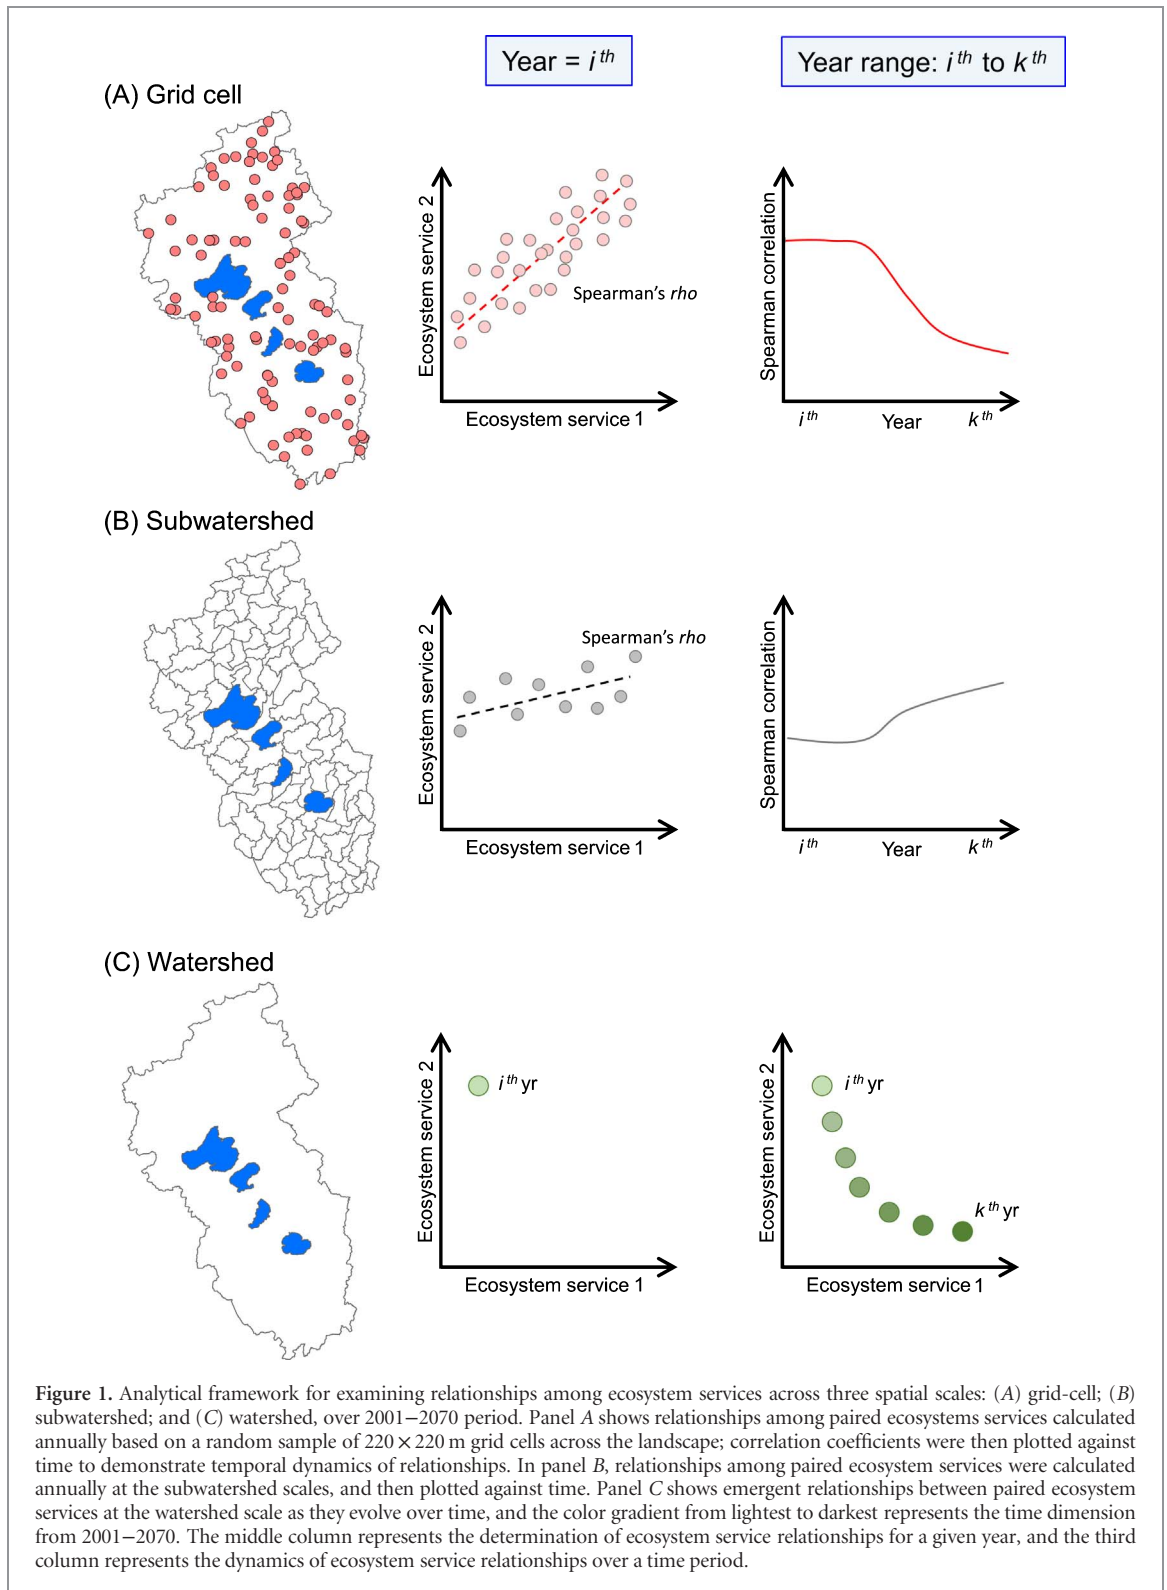 Year = i th
Year range: i th to k th
(A) Grid cell
Ecosystem service 2
Spearman's rho
Ecosystem service 1
Spearman correlation
i th
Year
k th
(B) Subwatershed
Ecosystem service 2
Spearman's rho
Ecosystem service 1
Spearman correlation
i th
Year
k th
(C) Watershed
Ecosystem service 2
i th yr
Ecosystem service 1
Ecosystem service 2
i th yr
k th yr
Ecosystem service 1
Figure 1. Analytical framework for examining relationships among ecosystem services across three spatial scales: (A) grid-cell; (B)
subwatershed; and (C) watershed, over 2001–2070 period. Panel A shows relationships among paired ecosystems services calculated
annually based on a random sample of 220 × 220 m grid cells across the landscape; correlation coefficients were then plotted against
time to demonstrate temporal dynamics of relationships. In panel B, relationships among paired ecosystem services were calculated
annually at the subwatershed scales, and then plotted against time. Panel C shows emergent relationships between paired ecosystem
services at the watershed scale as they evolve over time, and the color gradient from lightest to darkest represents the time dimension
from 2001–2070. The middle column represents the determination of ecosystem service relationships for a given year, and the third
column represents the dynamics of ecosystem service relationships over a time period.